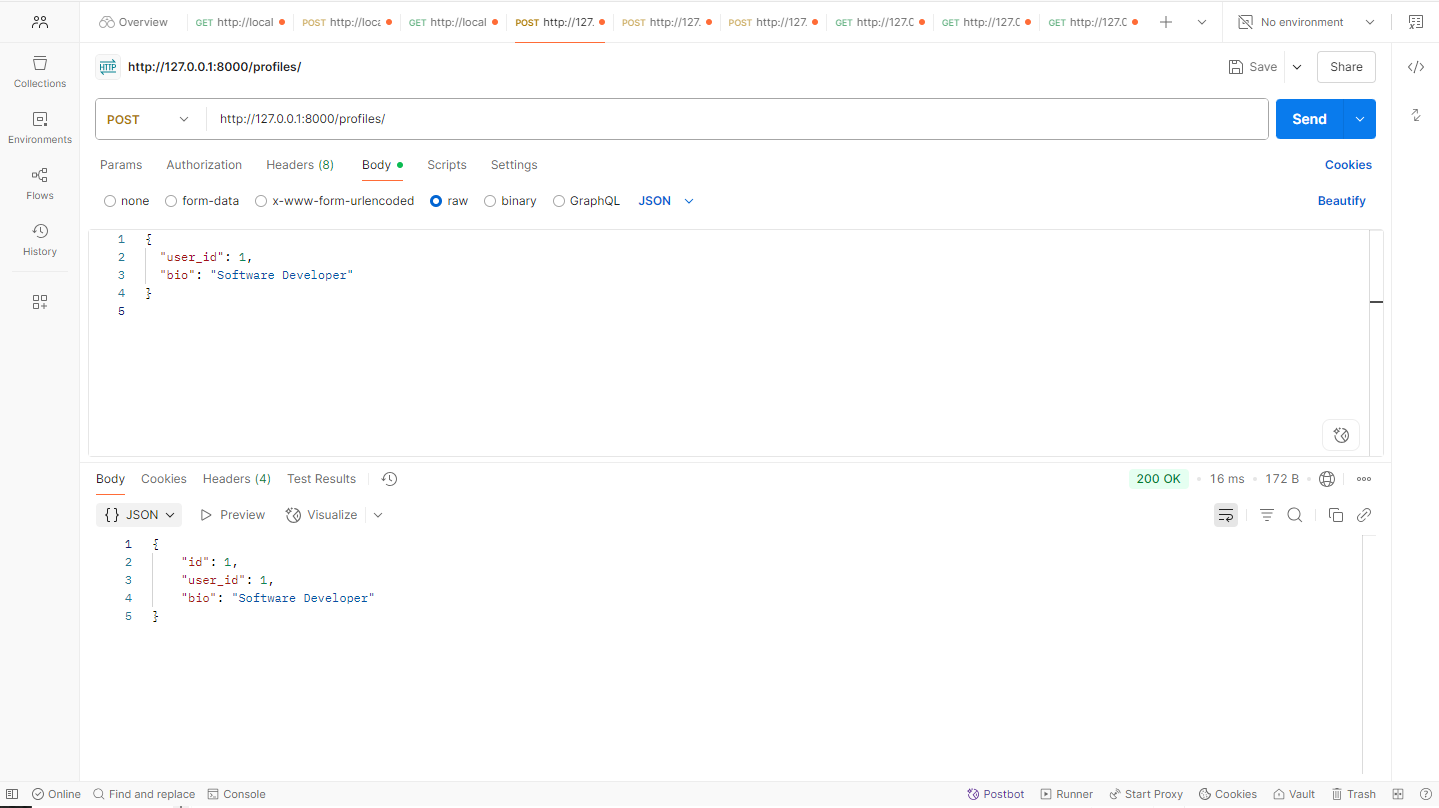 Overview GET http://local POST http://loca GET http://local POST http://127. POST http://127. POST http://127. GET http://127.0 GET http://127.0 GET http://127.0 No environment
HTTP http://127.0.0.1:8000/profiles/ Save Share
Collections
Environments
Flows
History
POST http://127.0.0.1:8000/profiles/ Send
Params Authorization Headers (8) Body Scripts Settings Cookies
none form-data x-www-form-urlencoded raw binary GraphQL JSON Beautify
1 {
2 "user_id": 1,
3 "bio": "Software Developer"
4 }
5
Body Cookies Headers (4) Test Results 200 OK 16 ms 172 B
{} JSON Preview Visualize
1 {
2 "id": 1,
3 "user_id": 1,
4 "bio": "Software Developer"
5 }
Online Find and replace Console Postbot Runner Start Proxy Cookies Vault Trash